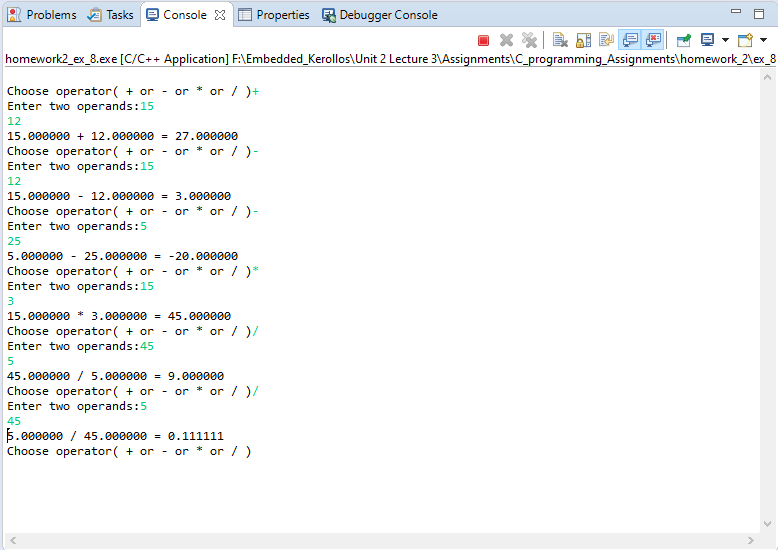 Problems Tasks Console Properties Debugger Console
homework2_ex_8.exe [C/C++ Application] F:\Embedded_Kerollos\Unit 2 Lecture 3\Assignments\C_programming_Assignments\homework_2\ex_8
Choose operator( + or - or * or / )+
Enter two operands:15
12
15.000000 + 12.000000 = 27.000000
Choose operator( + or - or * or / )-
Enter two operands:15
12
15.000000 - 12.000000 = 3.000000
Choose operator( + or - or * or / )-
Enter two operands:5
25
5.000000 - 25.000000 = -20.000000
Choose operator( + or - or * or / )*
Enter two operands:15
3
15.000000 * 3.000000 = 45.000000
Choose operator( + or - or * or / )/
Enter two operands:45
5
45.000000 / 5.000000 = 9.000000
Choose operator( + or - or * or / )/
Enter two operands:5
45
5.000000 / 45.000000 = 0.111111
Choose operator( + or - or * or / )